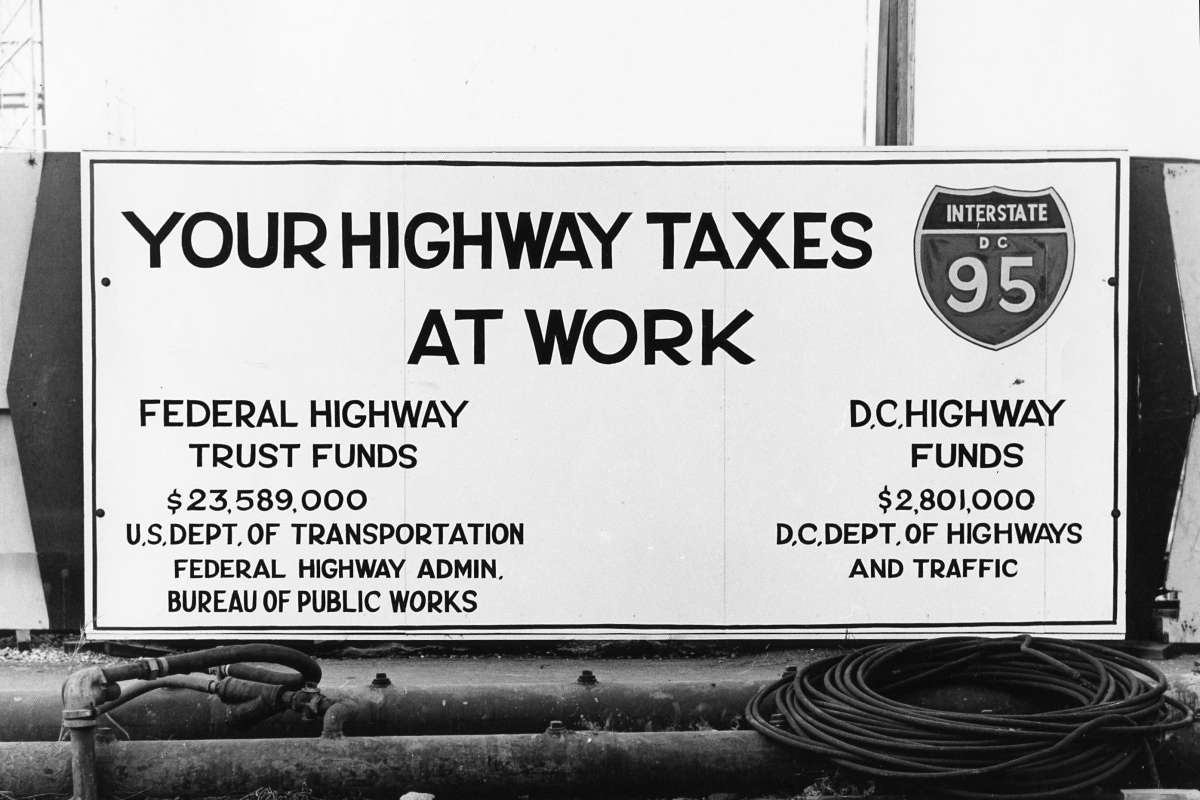 YOUR HIGHWAY TAXES
AT WORK
INTERSTATE
DC
95
FEDERAL HIGHWAY
TRUST FUNDS
$23,589,000
U.S. DEPT. OF TRANSPORTATION
FEDERAL HIGHWAY ADMIN.
BUREAU OF PUBLIC WORKS
D.C. HIGHWAY
FUNDS
$2,801,000
D.C. DEPT. OF HIGHWAYS
AND TRAFFIC